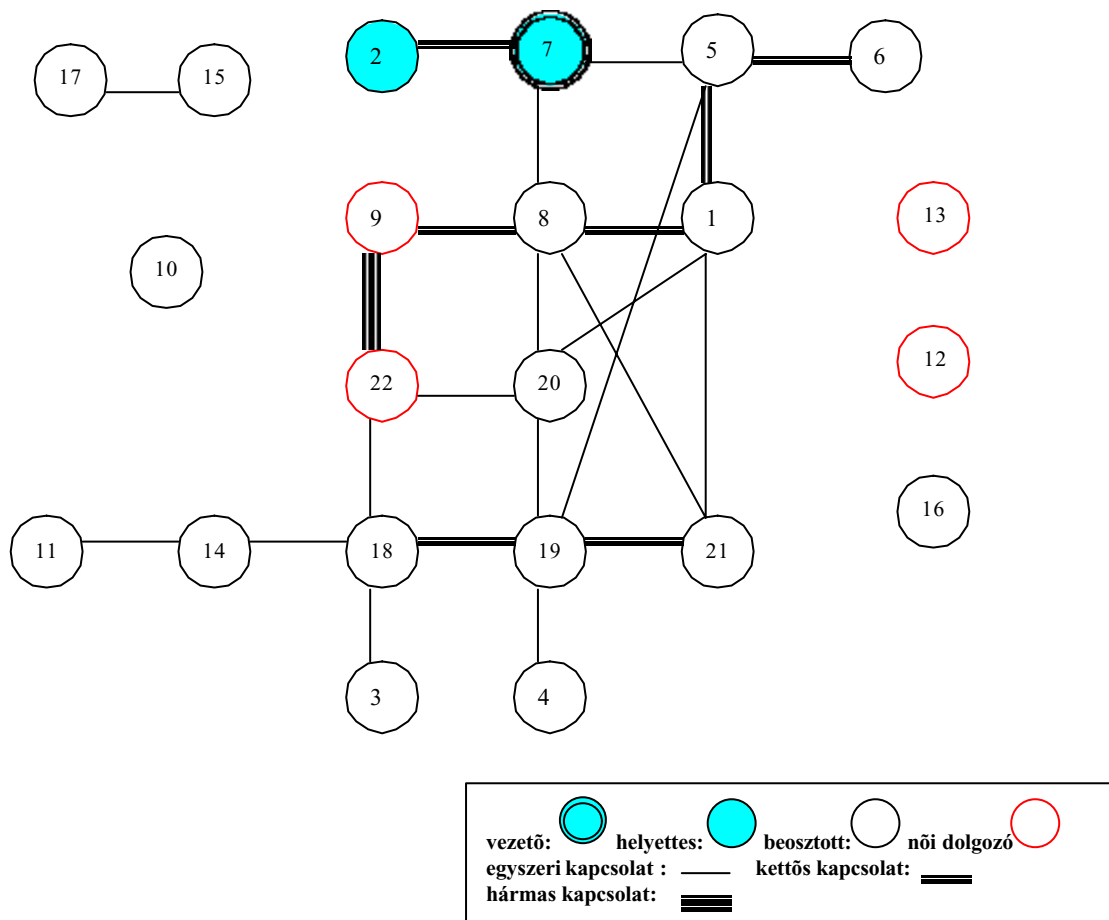 2 7 5 6
17 15
9 8 1 13
10
22 20 12
11 14 18 19 21 16
3 4
vezetõ: helyettes: beosztott: nõi dolgozó
egyszeri kapcsolat : kettõs kapcsolat:
hármas kapcsolat: